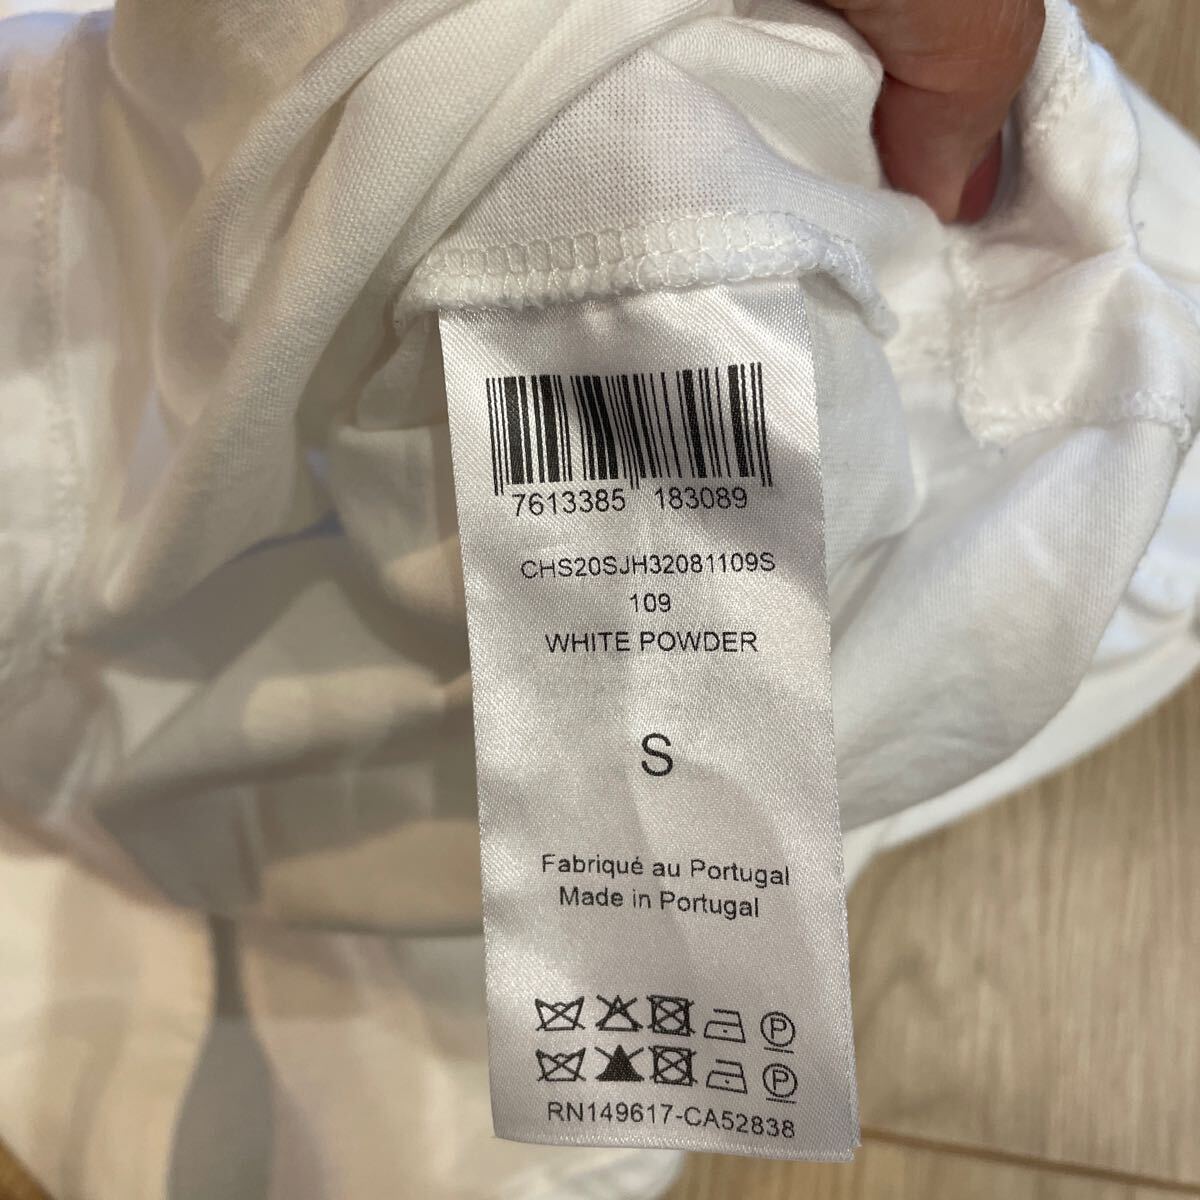 7613385 183089
CHS20SJH32081109S
109
WHITE POWDER
S
Fabriqué au Portugal
Made in Portugal
P
P
RN149617-CA52838